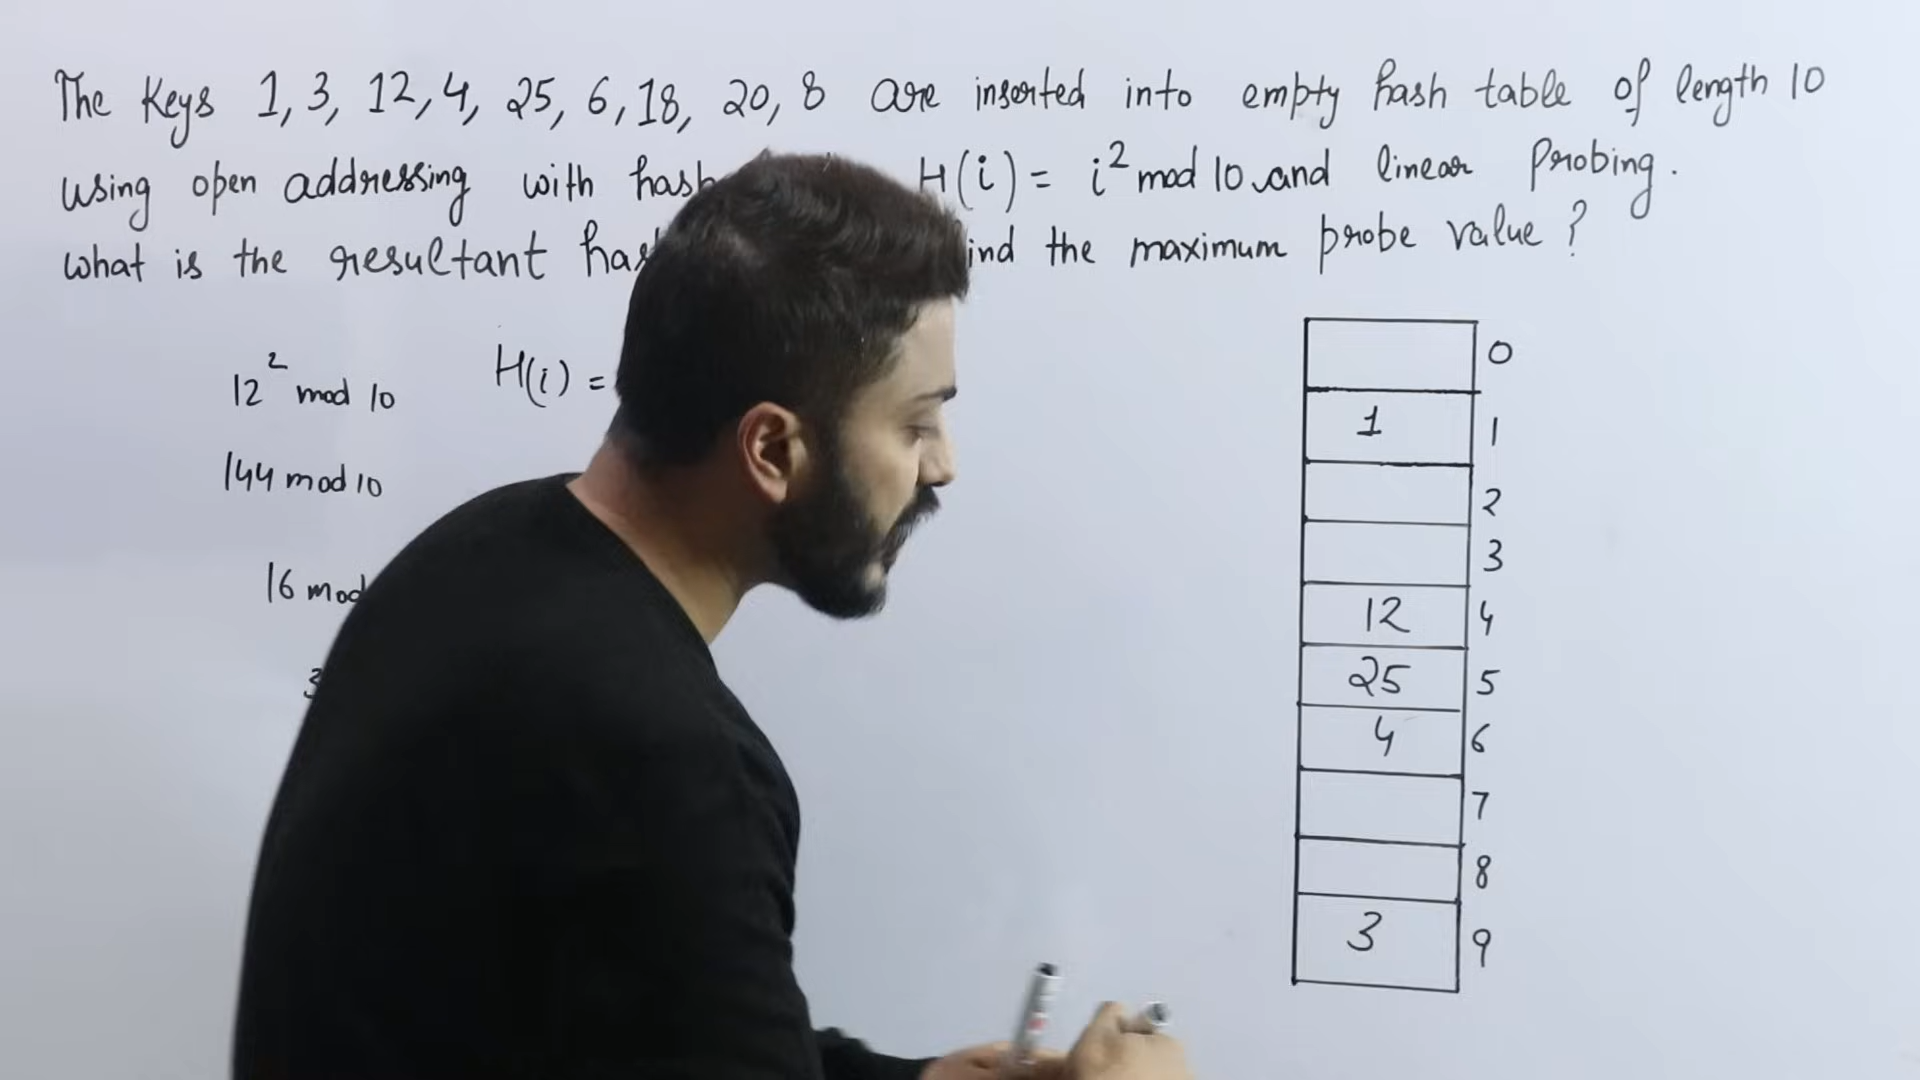 The Keys 1, 3, 12, 4, 25, 6, 18, 20, 8 are inserted into empty hash table of length 10
using open addressing with hash H(i) = i² mod 10 and linear Probing.
what is the resultant has ind the maximum probe value ?
12² mod 10 H(i) =
144 mod 10
16 mod
3
0
1 1
2
3
12 4
25 5
4 6
7
8
3 9